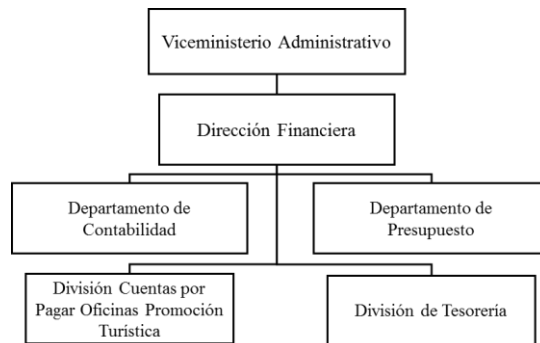 Viceministerio Administrativo
Dirección Financiera
Departamento de
Contabilidad
Departamento de
Presupuesto
División Cuentas por
Pagar Oficinas Promoción
Turística
División de Tesorería